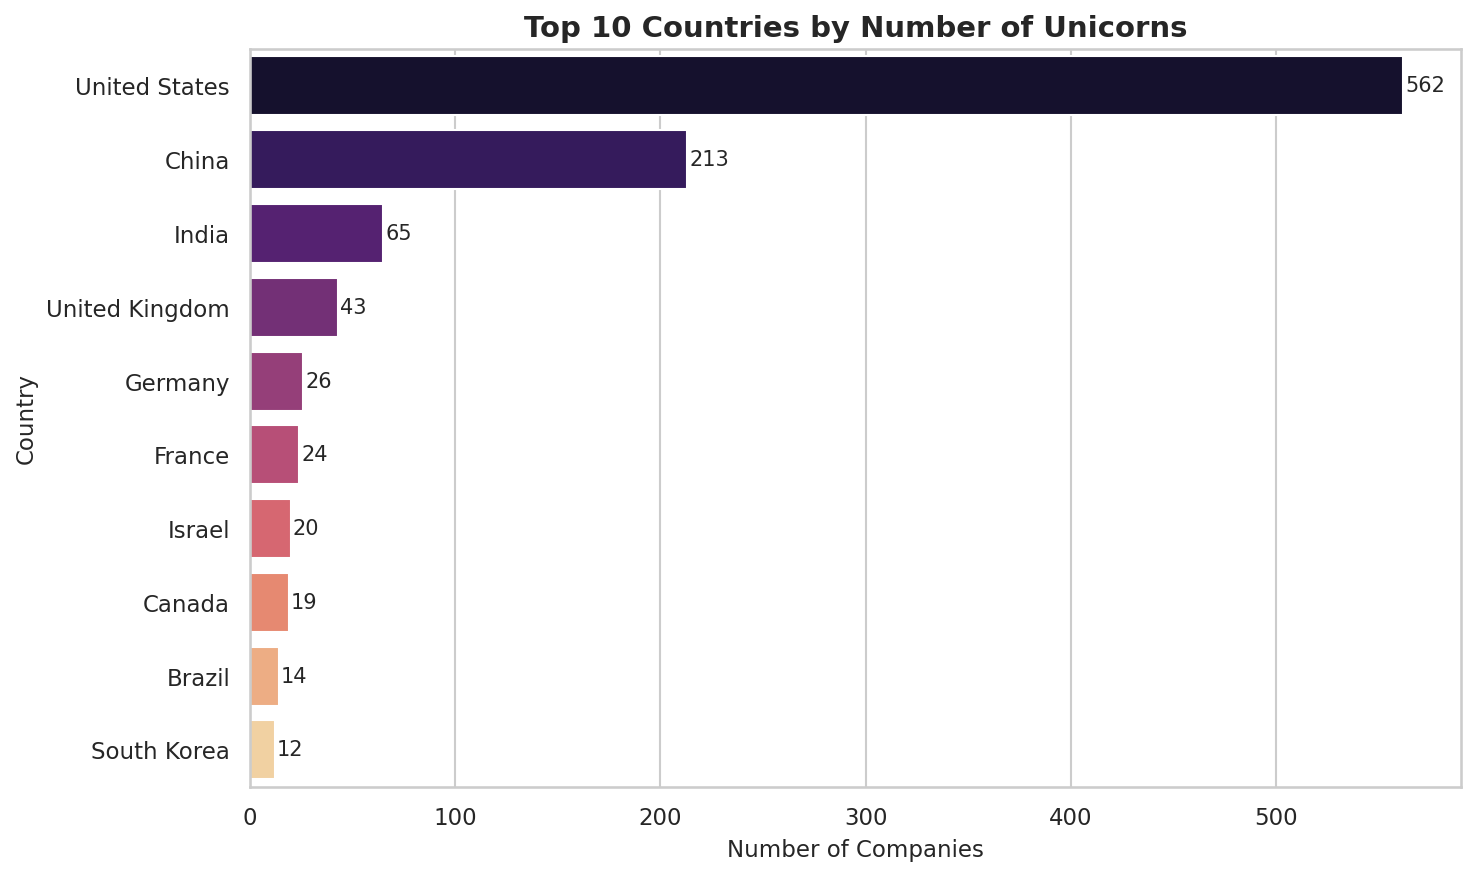 Top 10 Countries by Number of Unicorns
United States 562
China 213
India 65
United Kingdom 43
Germany 26
France 24
Israel 20
Canada 19
Brazil 14
South Korea 12
Country
0 100 200 300 400 500
Number of Companies